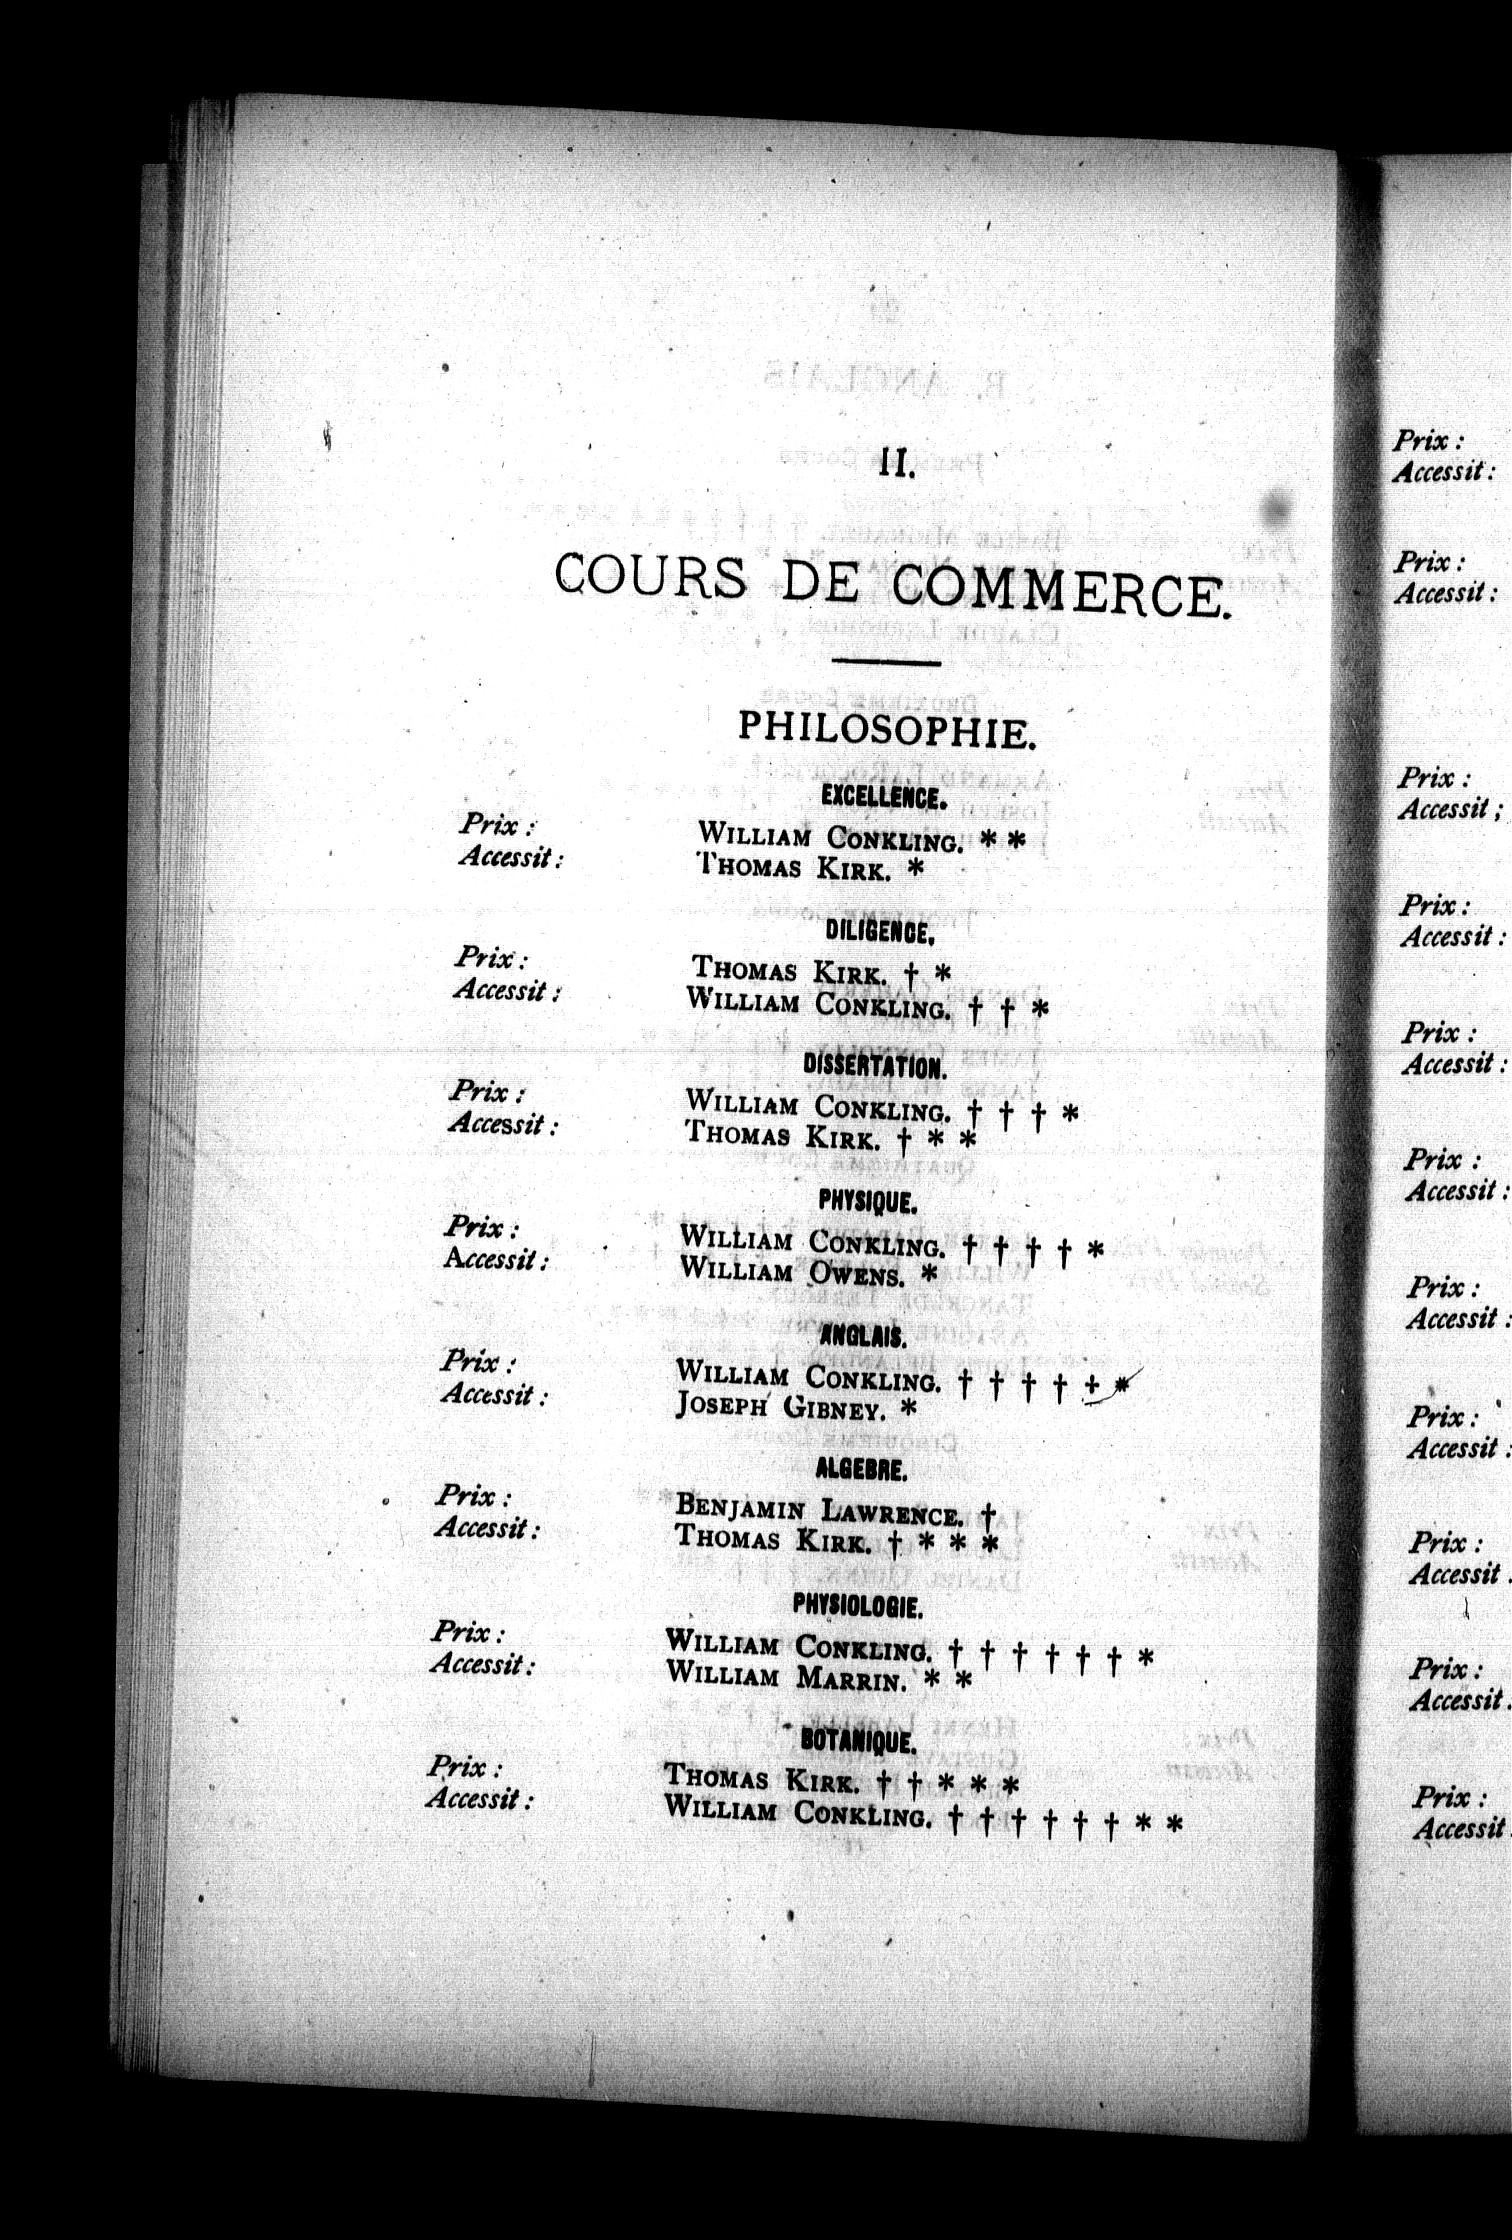 II.
COURS DE COMMERCE.
PHILOSOPHIE.
EXCELLENCE.
Prix : WILLIAM CONKLING. * *
Accessit : THOMAS KIRK. *
DILIGENCE.
Prix : THOMAS KIRK. † *
Accessit : WILLIAM CONKLING. † † *
DISSERTATION.
Prix : WILLIAM CONKLING. † † † *
Accessit : THOMAS KIRK. † * *
PHYSIQUE.
Prix : WILLIAM CONKLING. † † † † *
Accessit : WILLIAM OWENS. *
ANGLAIS.
Prix : WILLIAM CONKLING. † † † † † *
Accessit : JOSEPH GIBNEY. *
ALGEBRE.
Prix : BENJAMIN LAWRENCE. †
Accessit : THOMAS KIRK. † * * *
PHYSIOLOGIE.
Prix : WILLIAM CONKLING. † † † † † † *
Accessit : WILLIAM MARRIN. * *
BOTANIQUE.
Prix : THOMAS KIRK. † † * * *
Accessit : WILLIAM CONKLING. † † † † † † * *
Prix :
Accessit :
Prix :
Accessit :
Prix :
Accessit ;
Prix :
Accessit :
Prix :
Accessit :
Prix :
Accessit :
Prix :
Accessit :
Prix :
Accessit :
Prix :
Accessit .
Prix :
Accessit .
Prix :
Accessit